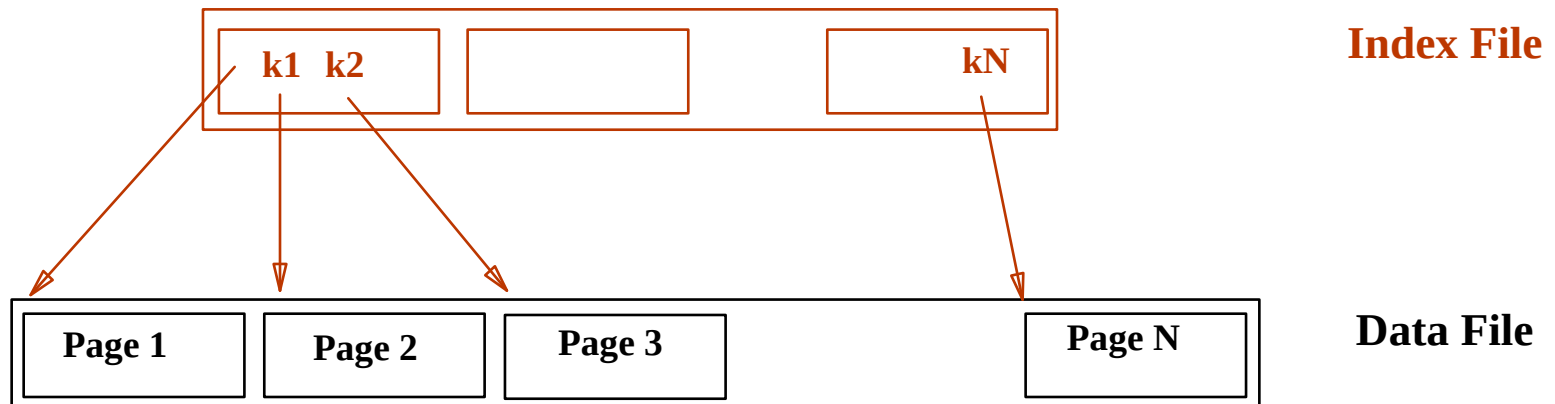 k1 k2 kN
Index File
Page 1 Page 2 Page 3 Page N
Data File